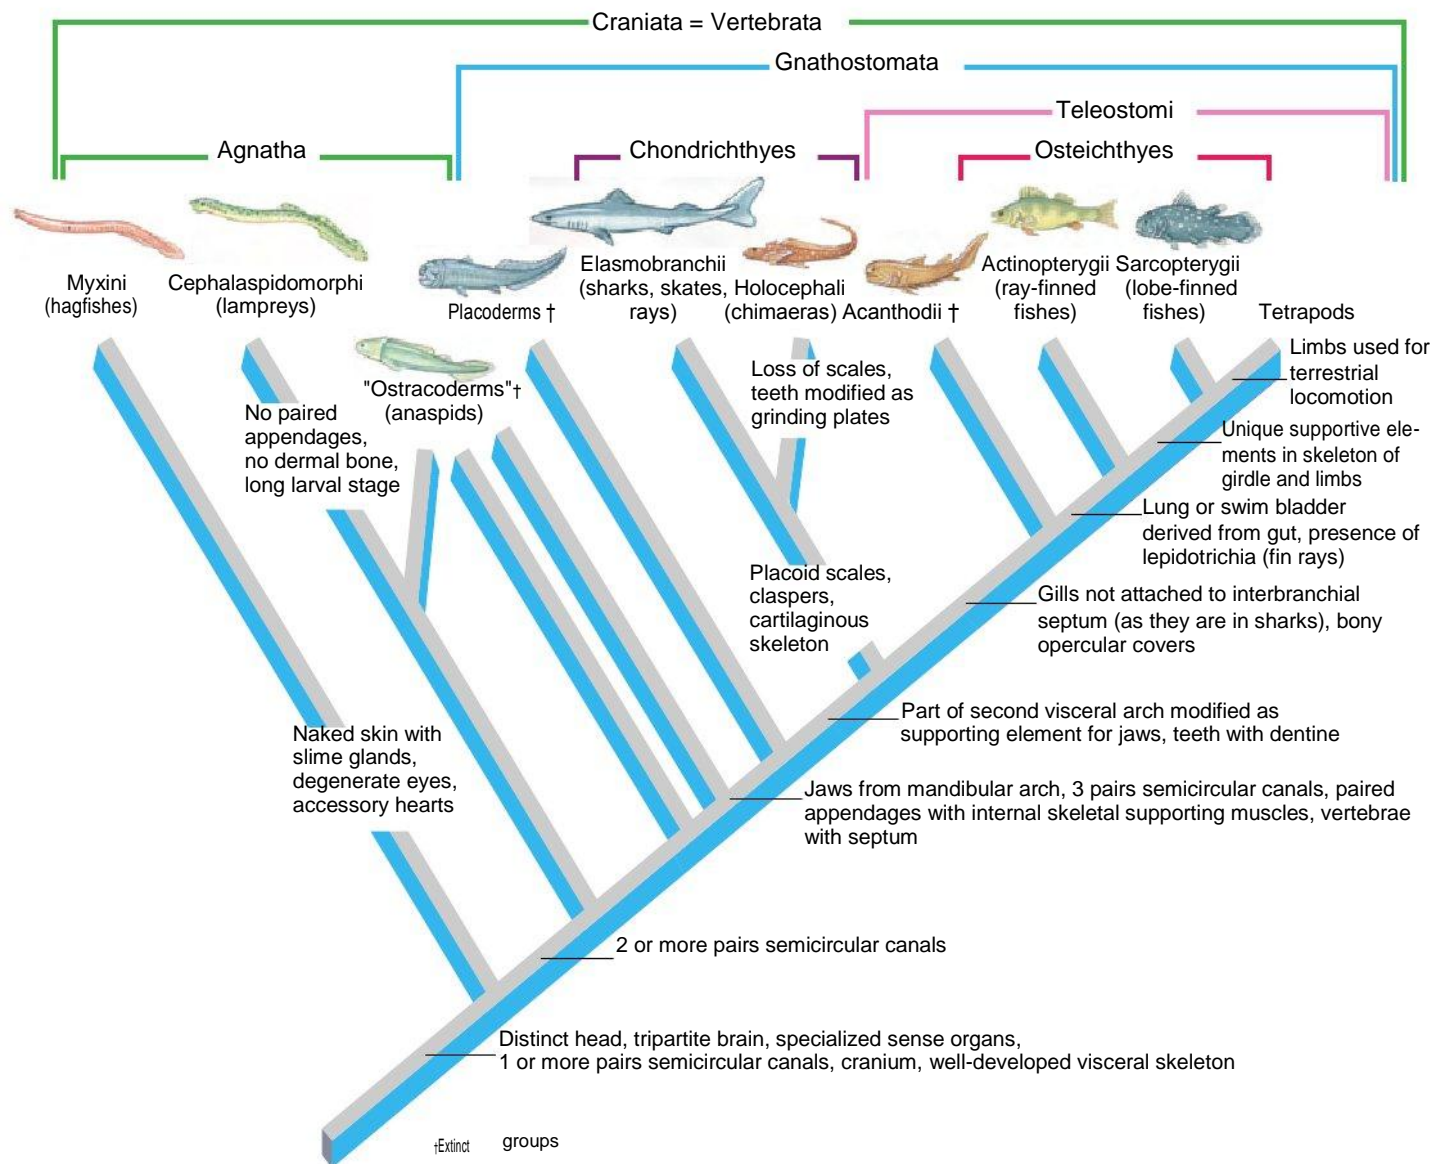 Craniata = Vertebrata
Gnathostomata
Teleostomi
Agnatha
Chondrichthyes
Osteichthyes
Myxini
(hagfishes)
Cephalaspidomorphi
(lampreys)
"Ostracoderms"†
(anaspids)
Placoderms †
Elasmobranchii
(sharks, skates,
rays)
Holocephali
(chimaeras)
Acanthodii †
Actinopterygii
(ray-finned
fishes)
Sarcopterygii
(lobe-finned
fishes)
Tetrapods
Limbs used for
terrestrial
locomotion
Loss of scales,
teeth modified as
grinding plates
No paired
appendages,
no dermal bone,
long larval stage
Unique supportive ele-
ments in skeleton of
girdle and limbs
Lung or swim bladder
derived from gut, presence of
lepidotrichia (fin rays)
Placoid scales,
claspers,
cartilaginous
skeleton
Gills not attached to interbranchial
septum (as they are in sharks), bony
opercular covers
Part of second visceral arch modified as
supporting element for jaws, teeth with dentine
Naked skin with
slime glands,
degenerate eyes,
accessory hearts
Jaws from mandibular arch, 3 pairs semicircular canals, paired
appendages with internal skeletal supporting muscles, vertebrae
with septum
2 or more pairs semicircular canals
Distinct head, tripartite brain, specialized sense organs,
1 or more pairs semicircular canals, cranium, well-developed visceral skeleton
†Extinct groups